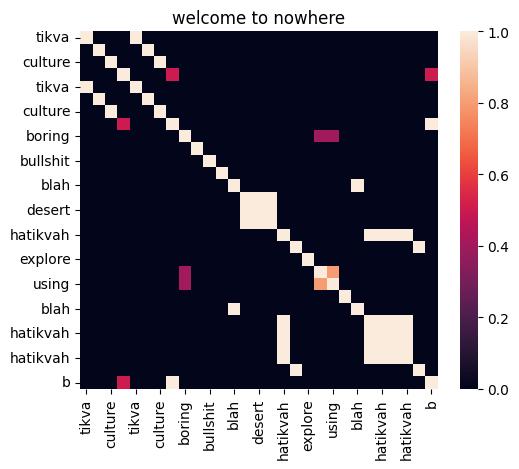 welcome to nowhere
tikva
culture
tikva
culture
boring
bullshit
blah
desert
hatikvah
explore
using
blah
hatikvah
hatikvah
b
1.0
0.8
0.6
0.4
0.2
0.0
tikva
culture
tikva
culture
boring
bullshit
blah
desert
hatikvah
explore
using
blah
hatikvah
hatikvah
b